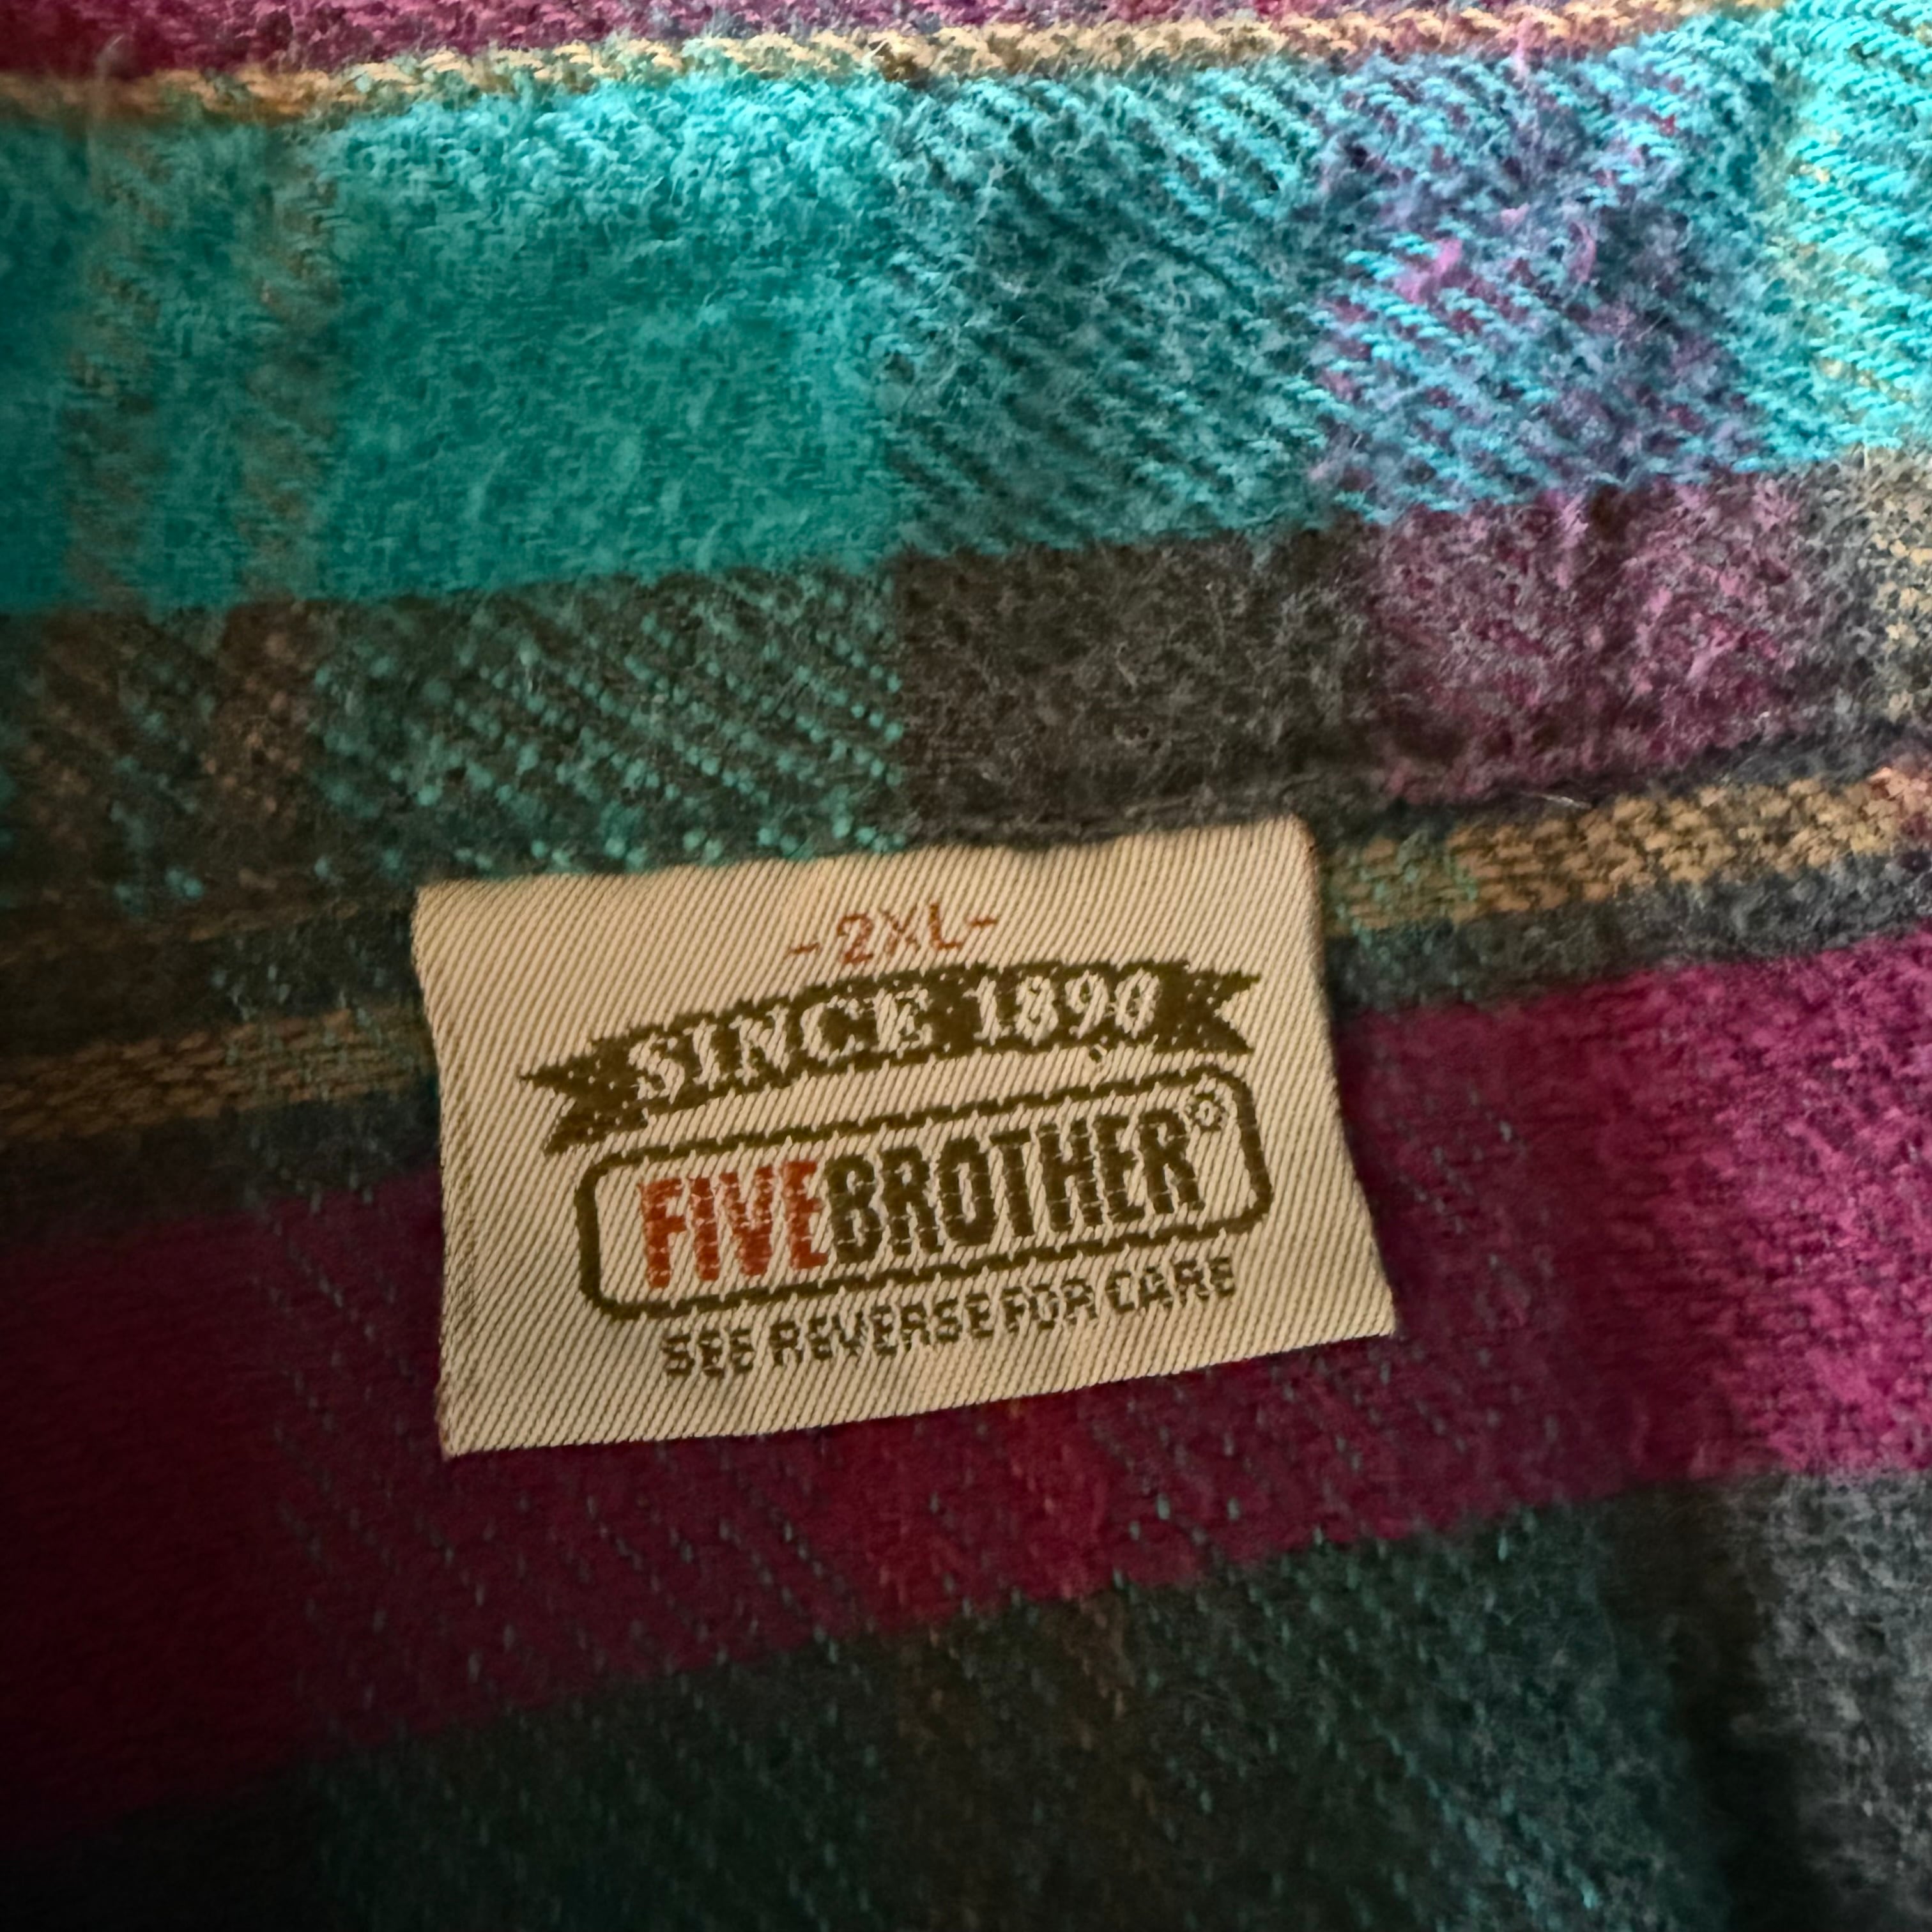 -2XL-
SINCE 1890
FIVEBROTHER®
SEE REVERSE FOR CARE